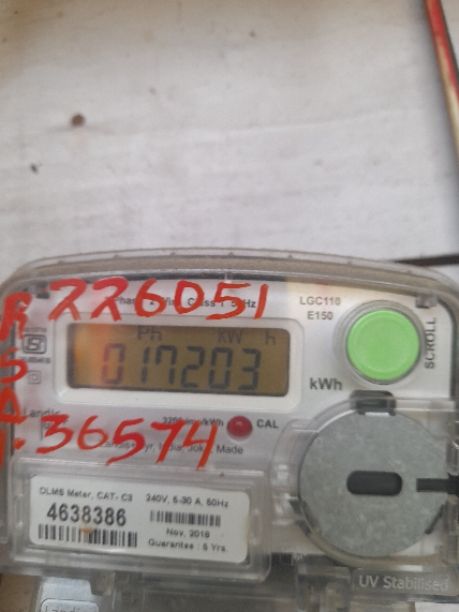 226051
LGC110
E150
SCROLL
Ph kW h
017203
kWh
CAL
36574
DLMS Meter, CAT- C3 240V, 5-30 A, 50Hz
4638386
Nov, 2018
Guarantee : 5 Yrs.
UV Stabilised